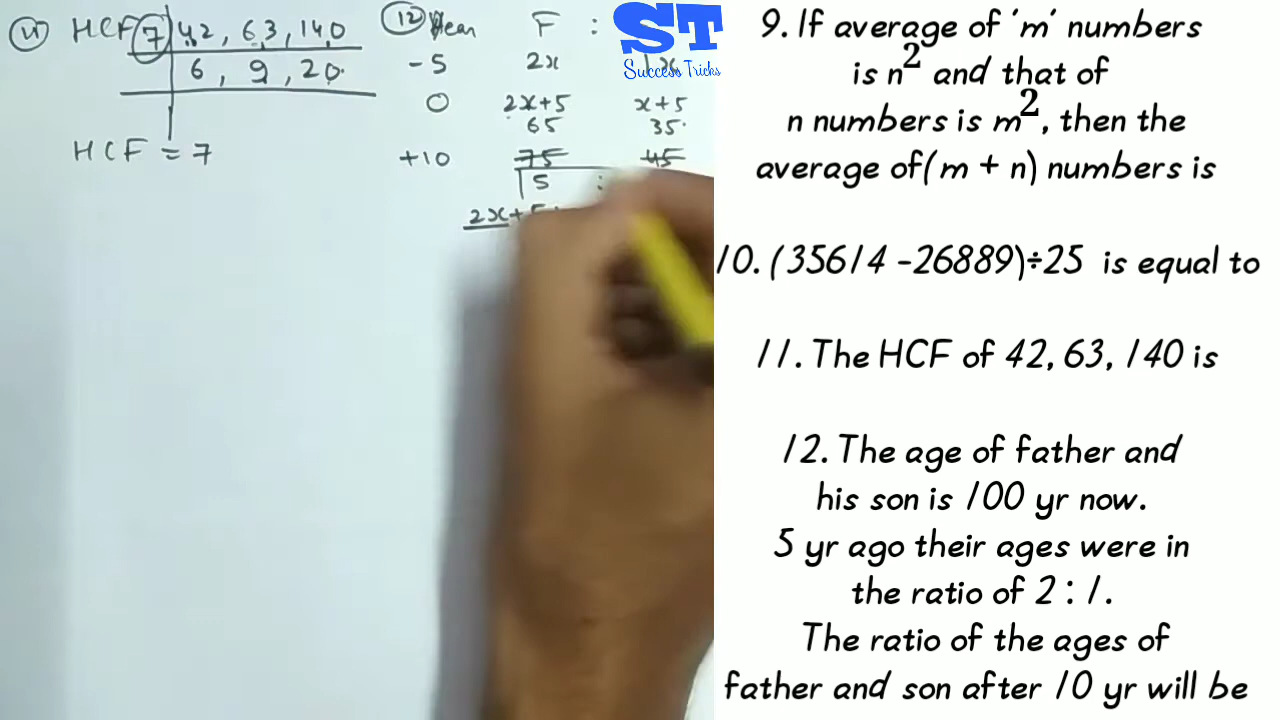 11 HCF 7 42, 63, 140
6, 9, 20
HCF = 7
12 Year F :
-5 2x 1x
0 2x+5 x+5
65 35
+10 75 45
5 :
2x+5
ST
Success Tricks
9. If average of 'm' numbers
is n² and that of
n numbers is m², then the
average of(m + n) numbers is
10. (35614 -26889)÷25 is equal to
11. The HCF of 42, 63, 140 is
12. The age of father and
his son is 100 yr now.
5 yr ago their ages were in
the ratio of 2 : 1.
The ratio of the ages of
father and son after 10 yr will be